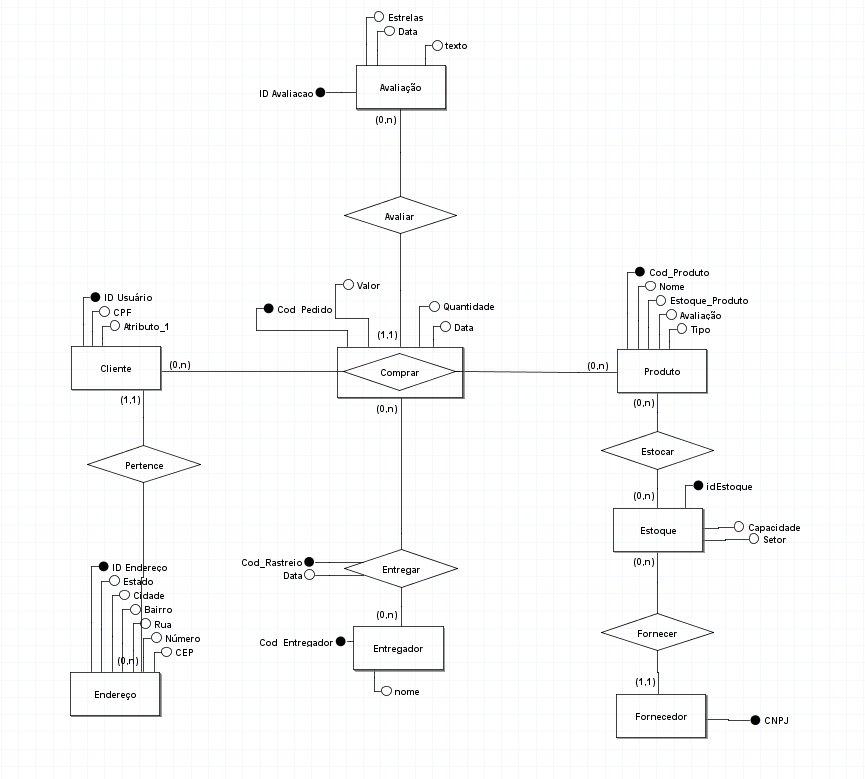 Estrelas
Data
texto
ID Avaliacao
Avaliação
(0,n)
Avaliar
Valor
Cod Pedido
Quantidade
Data
(1,1)
ID Usuário
CPF
Atributo_1
Cliente
(0,n)
Comprar
(0,n)
Cod_Produto
Nome
Estoque_Produto
Avaliação
Tipo
Produto
(1,1)
(0,n)
(0,n)
Pertence
Estocar
(0,n)
idEstoque
Estoque
Capacidade
Setor
(0,n)
ID Endereço
Estado
Cidade
Bairro
Rua
Número
CEP
(0,n)
Endereço
Cod_Rastreio
Data
Entregar
(0,n)
Cod Entregador
Entregador
nome
Fornecer
(1,1)
Fornecedor
CNPJ